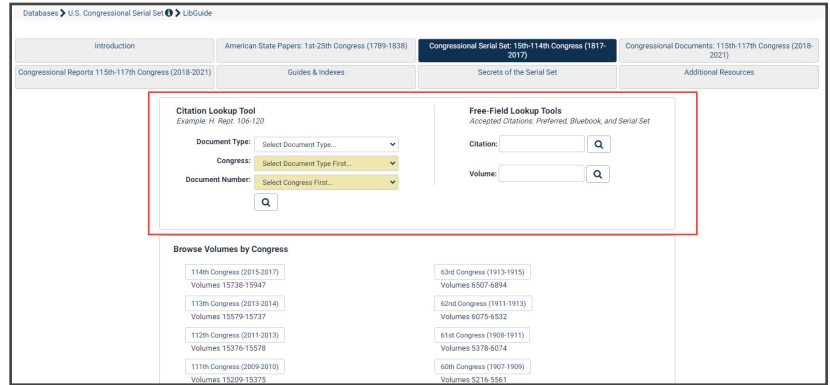 Databases > U.S. Congressional Serial Set > LibGuide
Introduction
American State Papers: 1st-25th Congress (1789-1838)
Congressional Serial Set: 15th-114th Congress (1817-
2017)
Congressional Documents: 115th-117th Congress (2018-
2021)
Congressional Reports 115th-117th Congress (2018-2021)
Guides & Indexes
Secrets of the Serial Set
Additional Resources
Citation Lookup Tool
Example: H. Rept. 106-
120
Document Type: Select Document Type...
Congress: Select Document Type First...
Document Number: Select Congress First...
Free-Field Lookup Tools
Accepted Citations: Preferred, Bluebook, and Serial Set
Citation:
Volume:
Browse Volumes by Congress
114th Congress (2015-2017)
Volumes 15738-15947
113th Congress (2013-2014)
Volumes 15579-15737
112th Congress (2011-2013)
Volumes 15376-15578
111th Congress (2009-2010)
Volumes 15209-15375
63rd Congress (1913-1915)
Volumes 6507-6894
62nd Congress (1911-1913)
Volumes 6075-6532
61st Congress (1908-1911)
Volumes 5378-6074
60th Congress (1907-1909)
Volumes 5216-5561